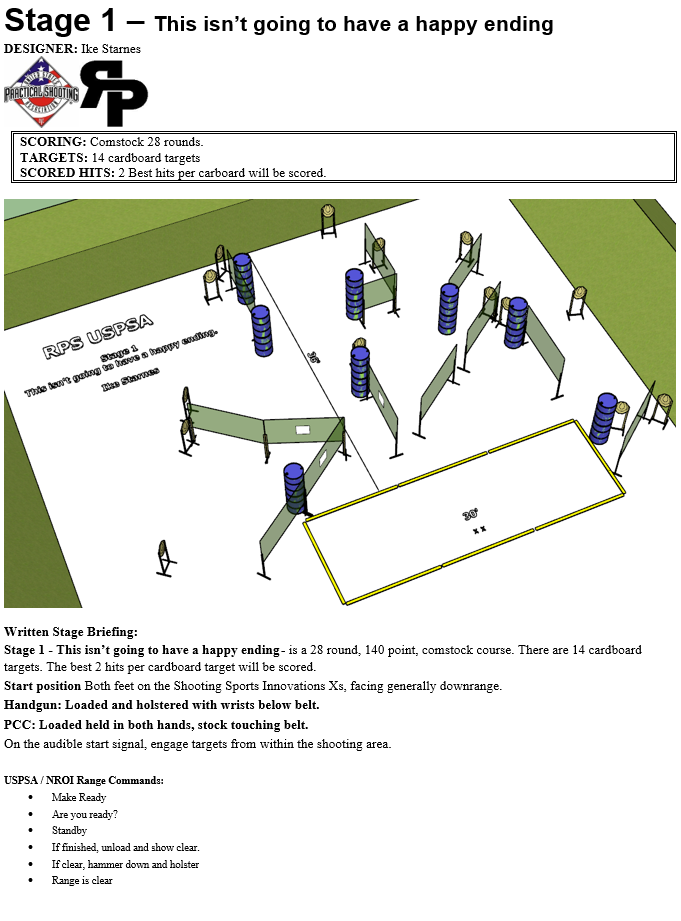 Stage 1 – This isn’t going to have a happy ending
DESIGNER: Ike Starnes
UNITED STATES
PRACTICAL SHOOTING
ASSOCIATION
RP
SCORING: Comstock 28 rounds.
TARGETS: 14 cardboard targets
SCORED HITS: 2 Best hits per carboard will be scored.
RPS USPSA
Stage 1
This isn't going to have a happy ending.
Ike Starnes
30'
X X
Written Stage Briefing:
Stage 1 - This isn’t going to have a happy ending- is a 28 round, 140 point, comstock course. There are 14 cardboard
targets. The best 2 hits per cardboard target will be scored.
Start position Both feet on the Shooting Sports Innovations Xs, facing generally downrange.
Handgun: Loaded and holstered with wrists below belt.
PCC: Loaded held in both hands, stock touching belt.
On the audible start signal, engage targets from within the shooting area.
USPSA / NROI Range Commands:
• Make Ready
• Are you ready?
• Standby
• If finished, unload and show clear.
• If clear, hammer down and holster
• Range is clear